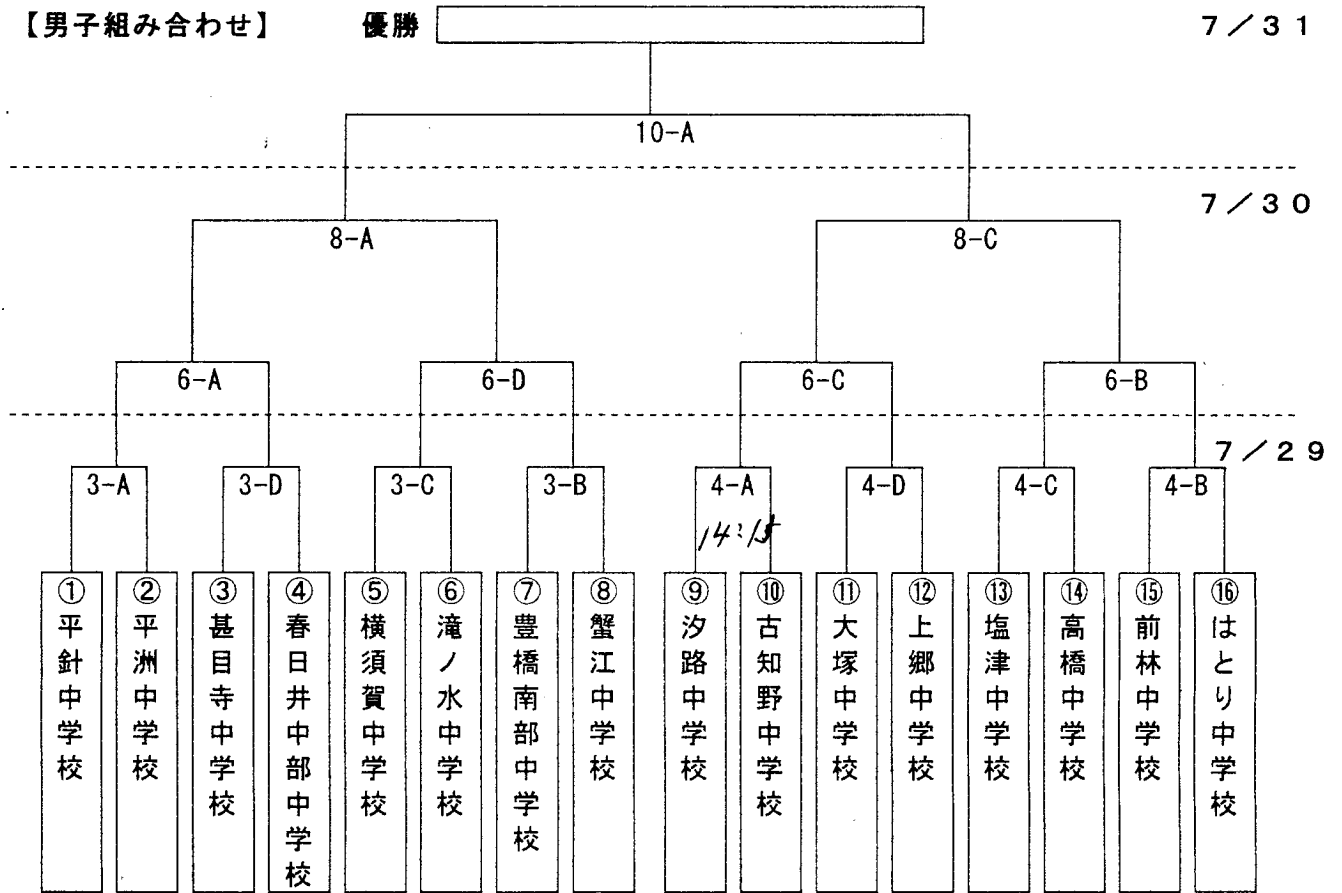 【男子組み合わせ】 優勝 7/31
10-A
7/30
8-A 8-C
6-A 6-D 6-C 6-B
7/29
3-A 3-D 3-C 3-B 4-A 4-D 4-C 4-B
14:15
①平針中学校
②平洲中学校
③甚目寺中学校
④春日井中部中学校
⑤横須賀中学校
⑥滝ノ水中学校
⑦豊橋南部中学校
⑧蟹江中学校
⑨汐路中学校
⑩古知野中学校
⑪大塚中学校
⑫上郷中学校
⑬塩津中学校
⑭高橋中学校
⑮前林中学校
⑯はとり中学校